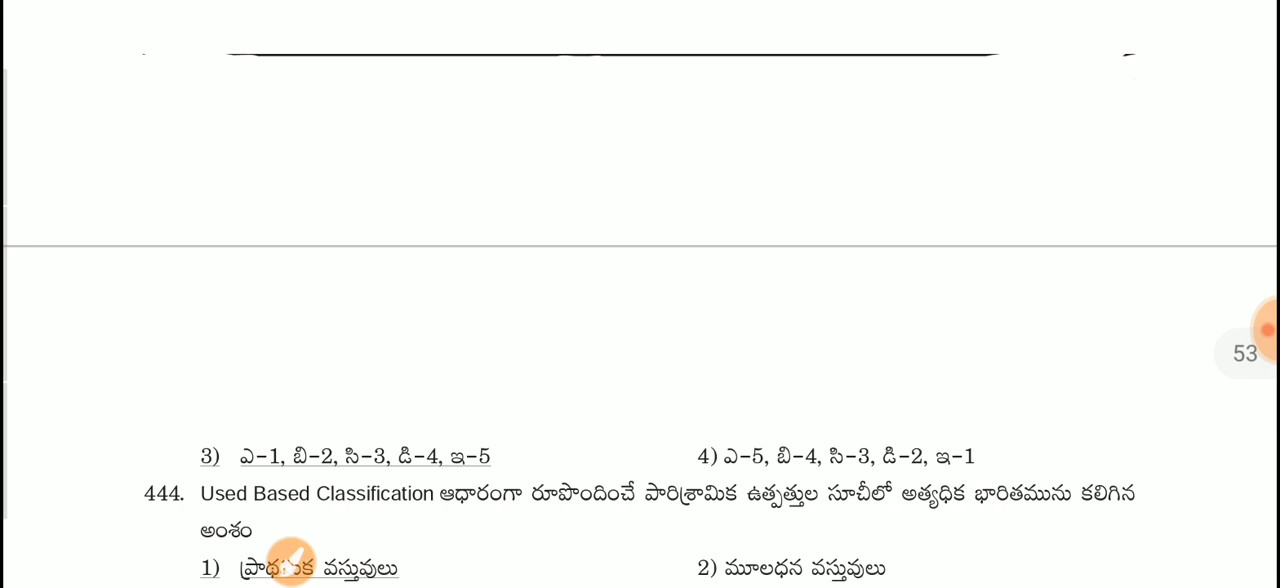 53
3) ఎ-1, బి-2, సి-3, డి-4, ఇ-5 4) ఎ-5, బి-4, సి-3, డి-2, ఇ-1
444. Used Based Classification ఆధారంగా రూపొందించే పారిశ్రామిక ఉత్పత్తుల సూచీలో అత్యధిక భారితమును కలిగిన
అంశం
1) వస్తువులు 2) మూలధన వస్తువులు